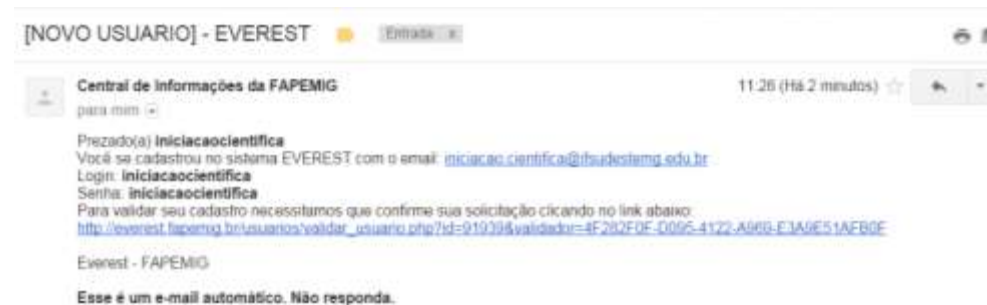 [NOVO USUARIO] - EVEREST Entrada x
Central de Informações da FAPEMIG 11:26 (Há 2 minutos)
para mim
Prezado(a) iniciacaocientifica
Você se cadastrou no sistema EVEREST com o email: iniciacao.cientifica@ifsudestemg.edu.br
Login: iniciacaocientifica
Senha: iniciacaocientifica
Para validar seu cadastro necessitamos que confirme sua solicitação clicando no link abaixo:
http://everest.fapemig.br/usuarios/validar_usuario.php?id=91939&validador=4F282F0F-D095-4122-A969-E3A9E51AFB0F
Everest - FAPEMIG
Esse é um e-mail automático. Não responda.